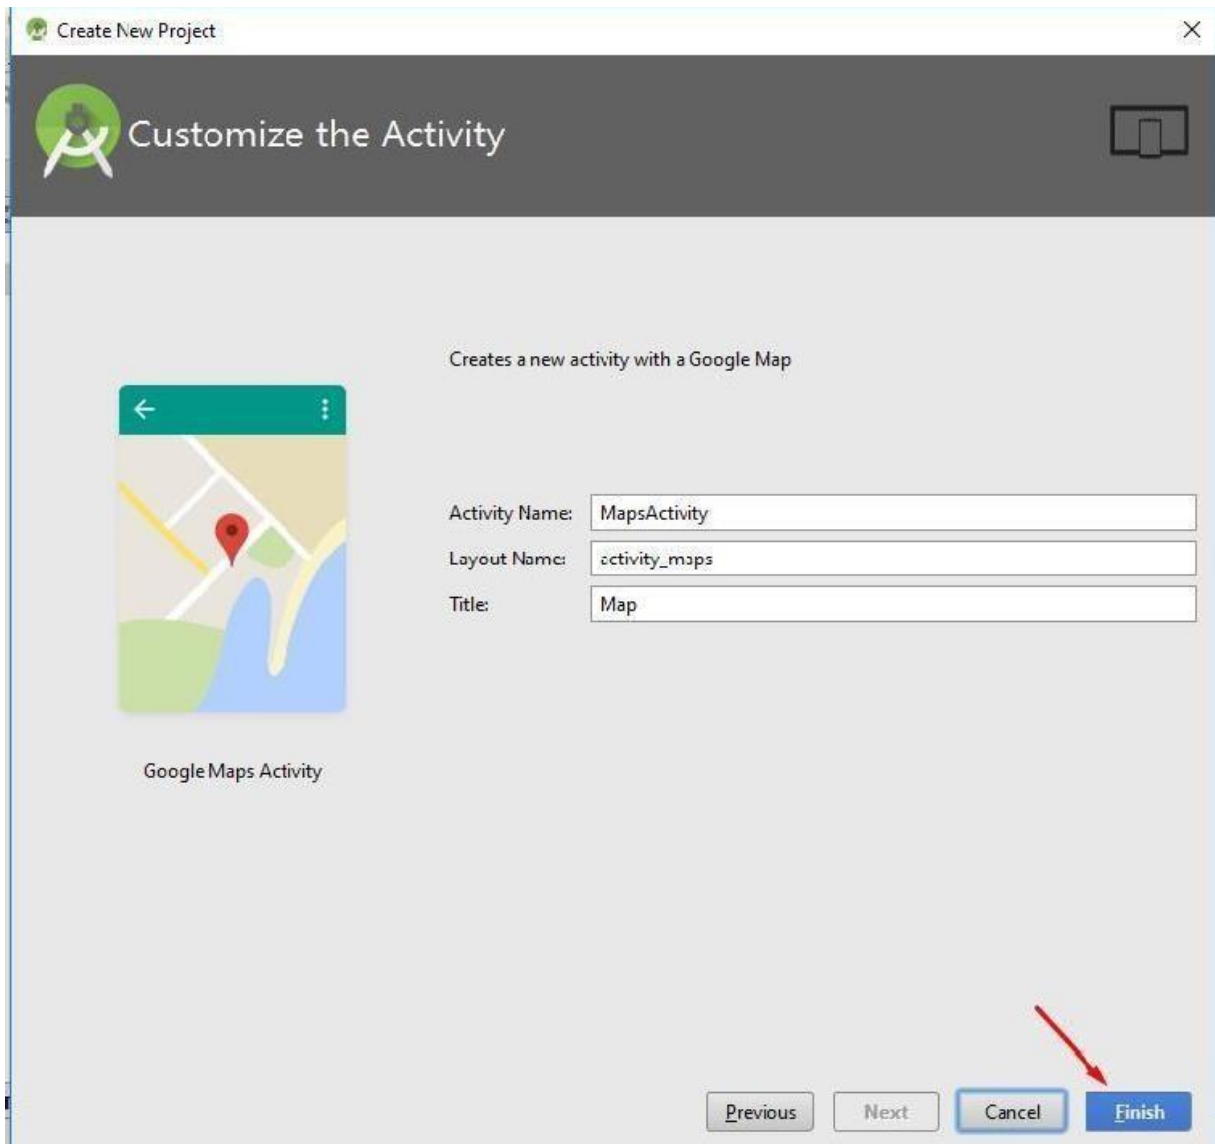 Create New Project
Customize the Activity
Creates a new activity with a Google Map
Activity Name: MapsActivity
Layout Name: activity_maps
Title: Map
Google Maps Activity
Previous Next Cancel Finish